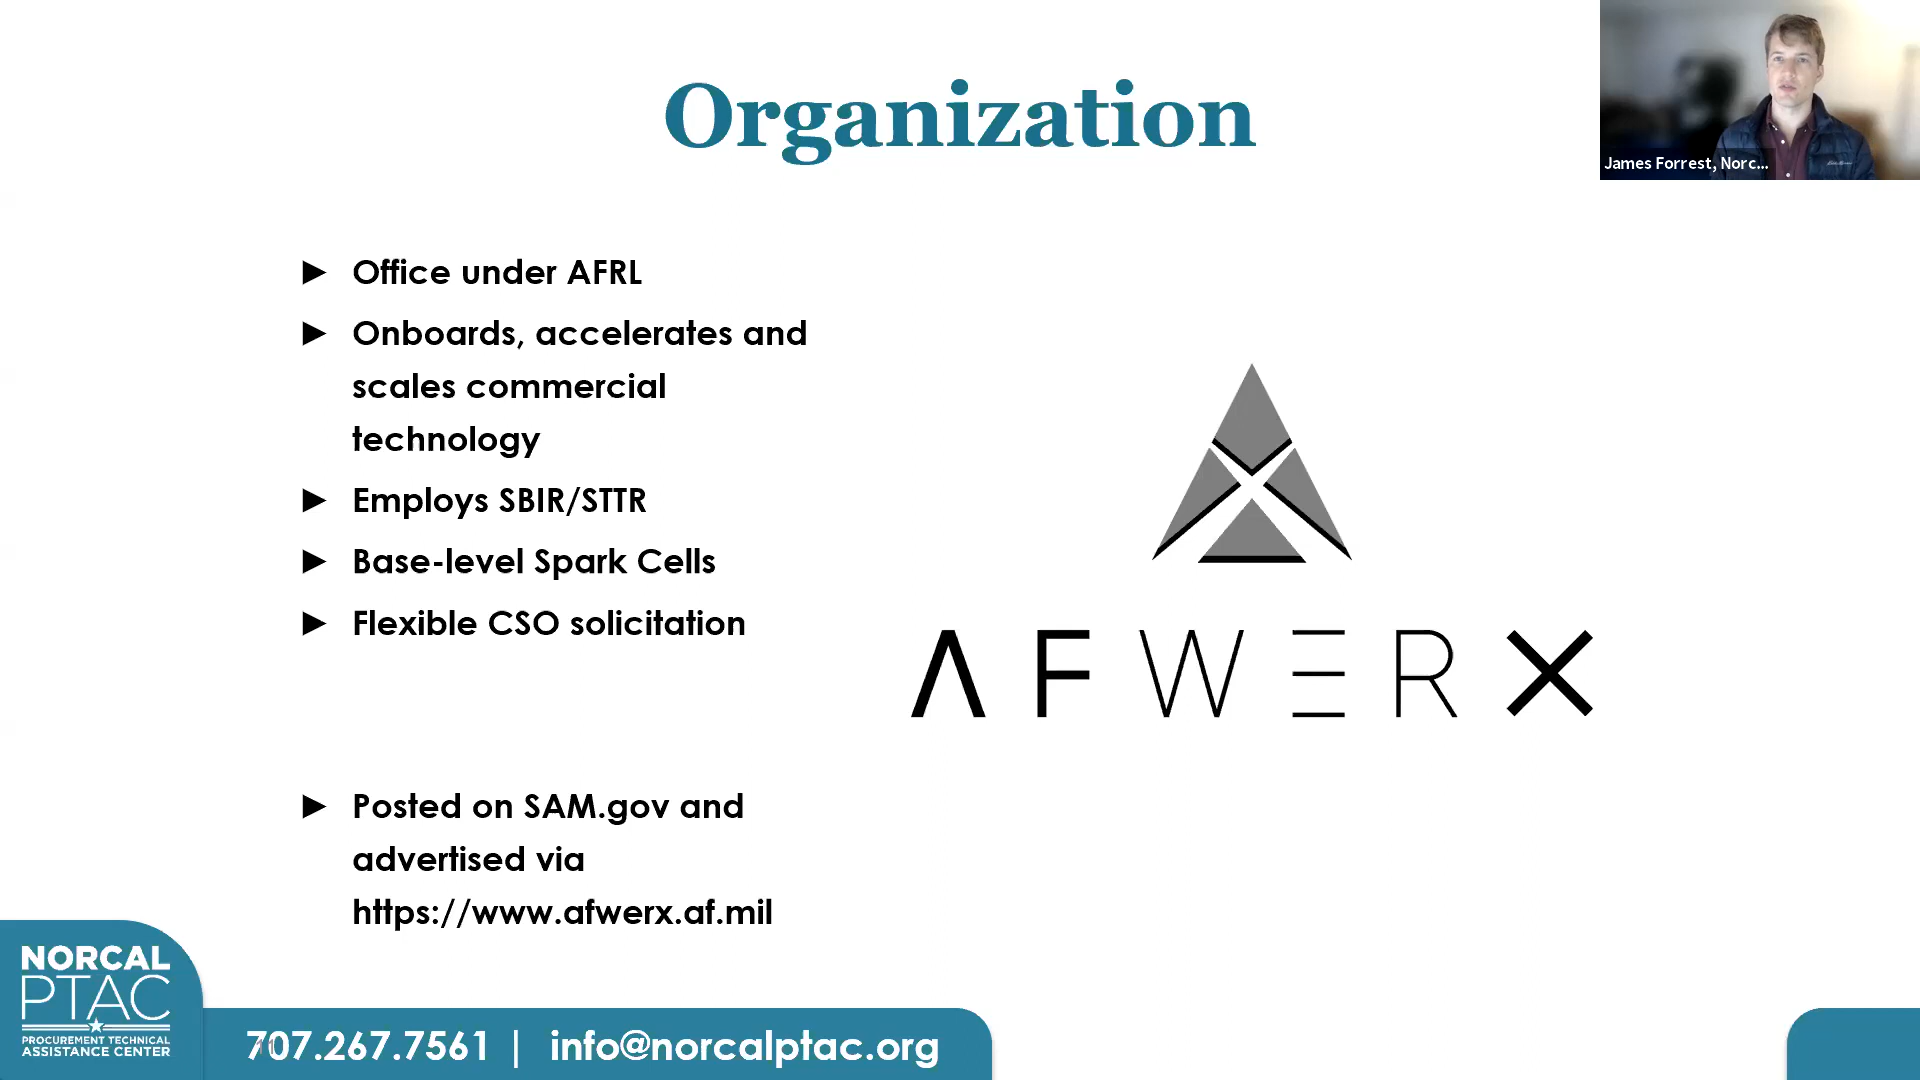 Organization
James Forrest, Norc...
► Office under AFRL
► Onboards, accelerates and
scales commercial
technology
► Employs SBIR/STTR
► Base-level Spark Cells
► Flexible CSO solicitation
AFWERX
► Posted on SAM.gov and
advertised via
https://www.afwerx.af.mil
NORCAL
PTAC
PROCUREMENT TECHNICAL
ASSISTANCE CENTER
707.267.7561 | info@norcalptac.org
11